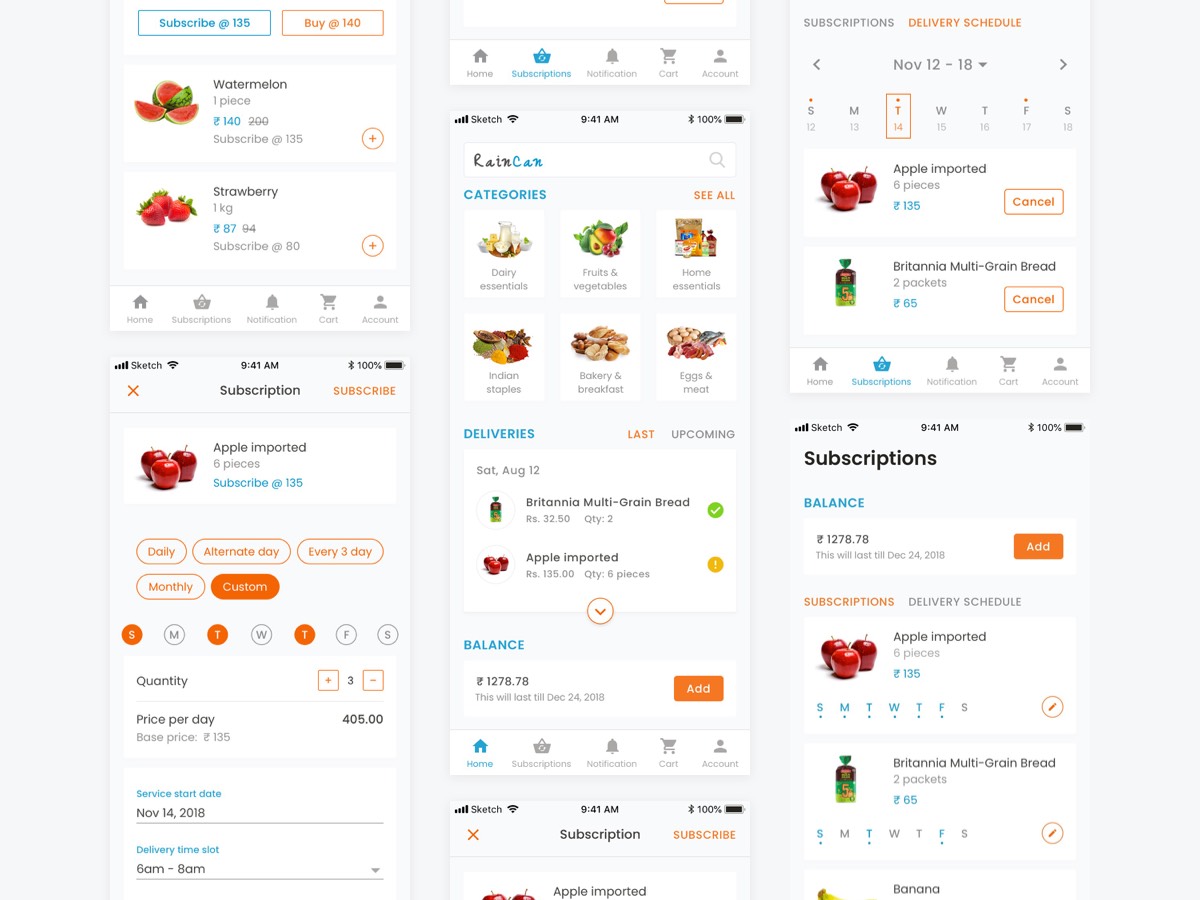 Subscribe @ 135
Buy @ 140
Watermelon
1 piece
₹ 140 200
Subscribe @ 135
Strawberry
1 kg
₹ 87 94
Subscribe @ 80
Home Subscriptions Notification Cart Account
Sketch 9:41 AM 100%
Subscription SUBSCRIBE
Apple imported
6 pieces
Subscribe @ 135
Daily Alternate day Every 3 day
Monthly Custom
S M T W T F S
Quantity + 3 −
Price per day 405.00
Base price: ₹ 135
Service start date
Nov 14, 2018
Delivery time slot
6am - 8am
Home Subscriptions Notification Cart Account
Sketch 9:41 AM 100%
RainCan
CATEGORIES SEE ALL
Dairy
essentials
Fruits &
vegetables
Home
essentials
Indian
staples
Bakery &
breakfast
Eggs &
meat
DELIVERIES LAST UPCOMING
Sat, Aug 12
Britannia Multi-Grain Bread
Rs. 32.50 Qty: 2
Apple imported
Rs. 135.00 Qty: 6 pieces
BALANCE
₹ 1278.78
This will last till Dec 24, 2018
Add
Home Subscriptions Notification Cart Account
Sketch 9:41 AM 100%
Subscription SUBSCRIBE
Apple imported
SUBSCRIPTIONS DELIVERY SCHEDULE
Nov 12 - 18
S M T W T F S
12 13 14 15 16 17 18
Apple imported
6 pieces
₹ 135
Cancel
Britannia Multi-Grain Bread
2 packets
₹ 65
Cancel
Home Subscriptions Notification Cart Account
Sketch 9:41 AM 100%
Subscriptions
BALANCE
₹ 1278.78
This will last till Dec 24, 2018
Add
SUBSCRIPTIONS DELIVERY SCHEDULE
Apple imported
6 pieces
₹ 135
S M T W T F S
Britannia Multi-Grain Bread
2 packets
₹ 65
S M T W T F S
Banana